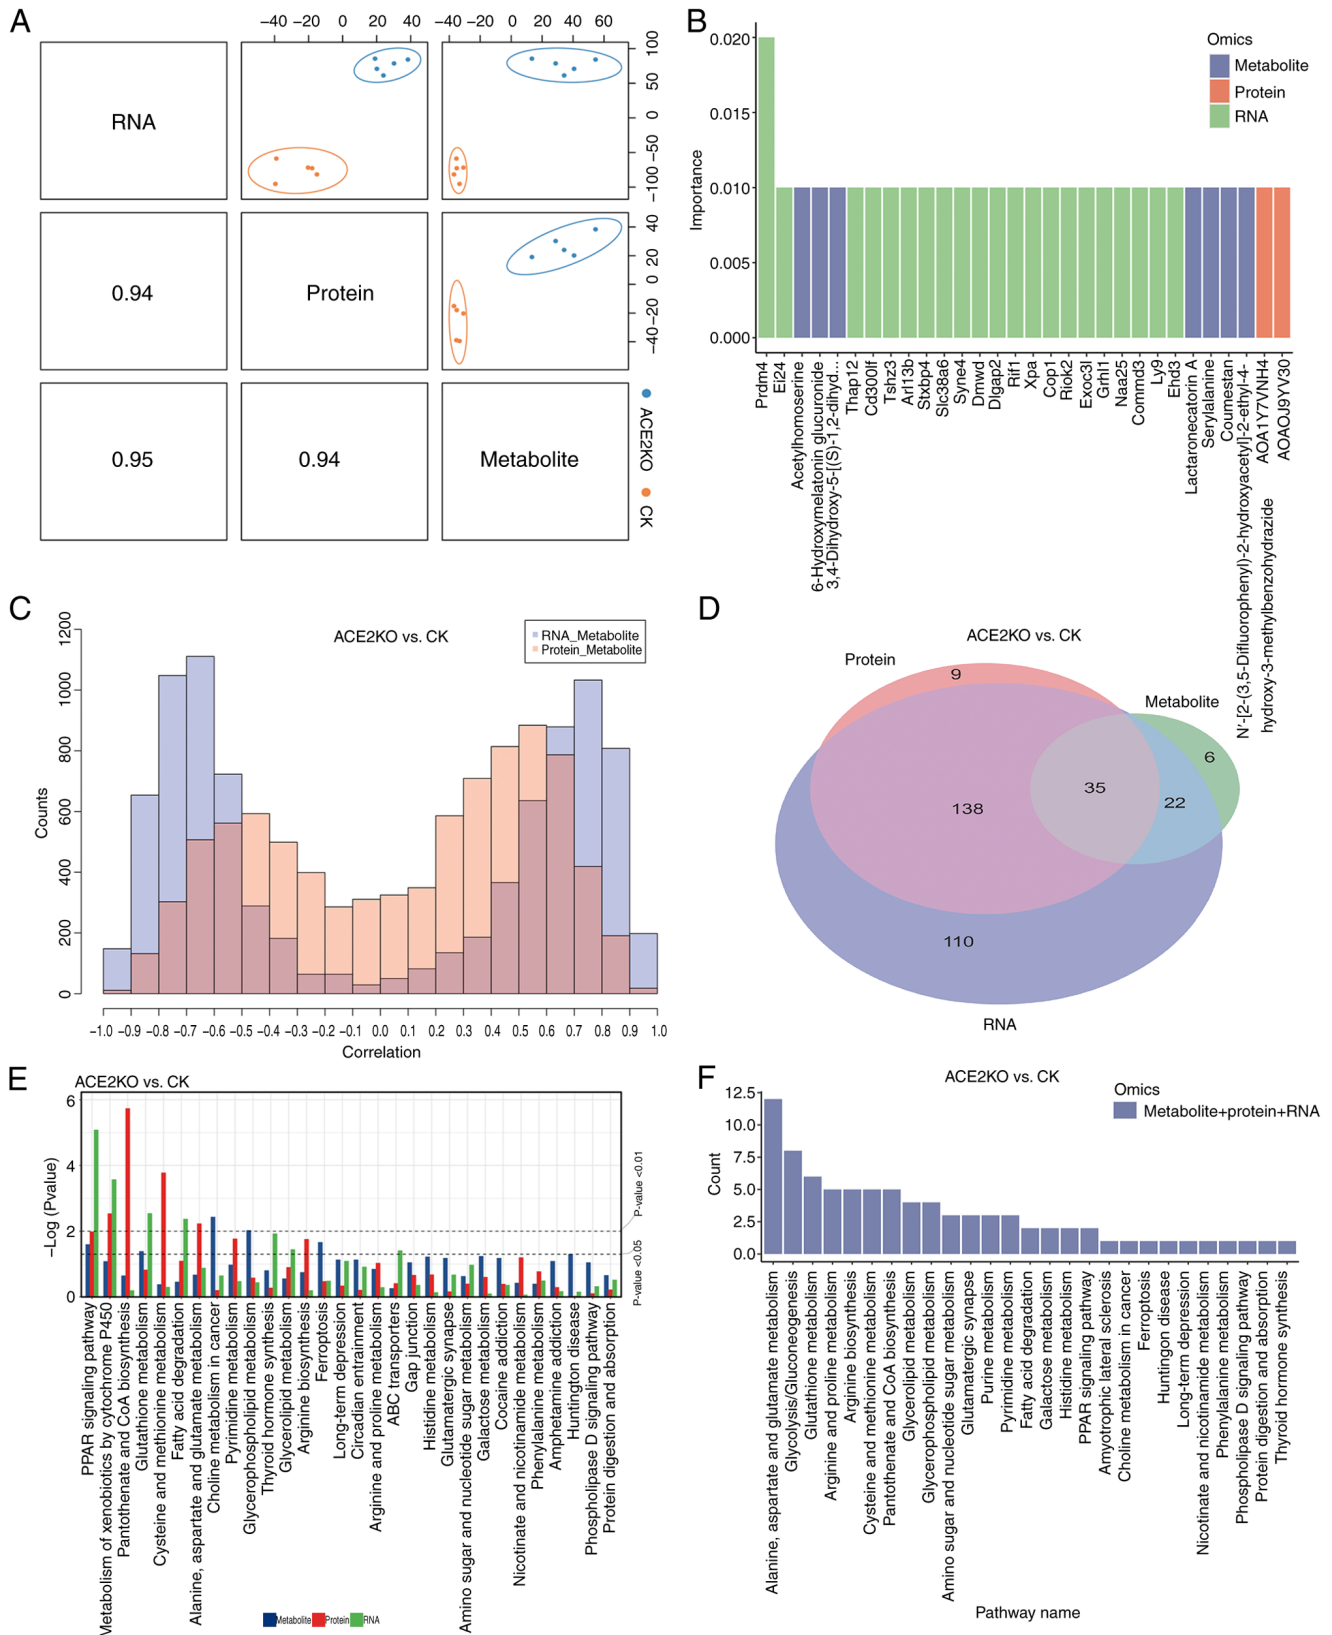 A
−40 −20 0 20 40
−40 −20 0 20 40 60
RNA
100
50
0
−50
−100
0.94
Protein
40
20
0
−20
−40
0.95
0.94
Metabolite
ACE2KO
CK
B
Omics
Metabolite
Protein
RNA
Importance
0.020
0.015
0.010
0.005
0.000
Prdm4
Ei24
Acetylhomoserine
6-Hydroxymelatonin glucuronide
3,4-Dihydroxy-5-[(S)-1,2-dihyd...
Thap12
Cd300lf
Tshz3
Arl13b
Stxbp4
Slc38a6
Syne4
Dmwd
Dlgap2
Rif1
Xpa
Cop1
Riok2
Exoc3l
Grhl1
Naa25
Commd3
Ly9
Ehd3
Lactaronecatorin A
Serylalanine
Coumestan
N′-[2-(3,5-Difluorophenyl)-2-hydroxyacetyl]-2-ethyl-4-
hydroxy-3-methylbenzohydrazide
AOA1Y7VNH4
AOAOJ9YV30
C
ACE2KO vs. CK
RNA_Metabolite
Protein_Metabolite
Counts
1200
1000
800
600
400
200
0
−1.0 −0.9 −0.8 −0.7 −0.6 −0.5 −0.4 −0.3 −0.2 −0.1 0.0 0.1 0.2 0.3 0.4 0.5 0.6 0.7 0.8 0.9 1.0
Correlation
D
ACE2KO vs. CK
Protein
9
Metabolite
6
35
22
138
110
RNA
E
ACE2KO vs. CK
−Log (Pvalue)
6
4
2
0
P-value <0.01
P-value <0.05
PPAR signaling pathway
Metabolism of xenobiotics by cytochrome P450
Pantothenate and CoA biosynthesis
Glutathione metabolism
Cysteine and methionine metabolism
Fatty acid degradation
Alanine, aspartate and glutamate metabolism
Choline metabolism in cancer
Pyrimidine metabolism
Glycerophospholipid metabolism
Thyroid hormone synthesis
Glycerolipid metabolism
Arginine biosynthesis
Ferroptosis
Long-term depression
Circadian entrainment
Arginine and proline metabolism
ABC transporters
Gap junction
Histidine metabolism
Glutamatergic synapse
Amino sugar and nucleotide sugar metabolism
Galactose metabolism
Cocaine addiction
Nicotinate and nicotinamide metabolism
Phenylalanine metabolism
Amphetamine addiction
Huntington disease
Phospholipase D signaling pathway
Protein digestion and absorption
Metabolite Protein RNA
F
ACE2KO vs. CK
Omics
Metabolite+protein+RNA
Count
12.5
10.0
7.5
5.0
2.5
0.0
Alanine, aspartate and glutamate metabolism
Glycolysis/Gluconeogenesis
Glutathione metabolism
Arginine and proline metabolism
Arginine biosynthesis
Cysteine and methionine metabolism
Pantothenate and CoA biosynthesis
Glycerolipid metabolism
Glycerophospholipid metabolism
Amino sugar and nucleotide sugar metabolism
Glutamatergic synapse
Purine metabolism
Pyrimidine metabolism
Fatty acid degradation
Galactose metabolism
Histidine metabolism
PPAR signaling pathway
Amyotrophic lateral sclerosis
Choline metabolism in cancer
Ferroptosis
Huntingon disease
Long-term depression
Nicotinate and nicotinamide metabolism
Phenylalanine metabolism
Phospholipase D signaling pathway
Protein digestion and absorption
Thyroid hormone synthesis
Pathway name